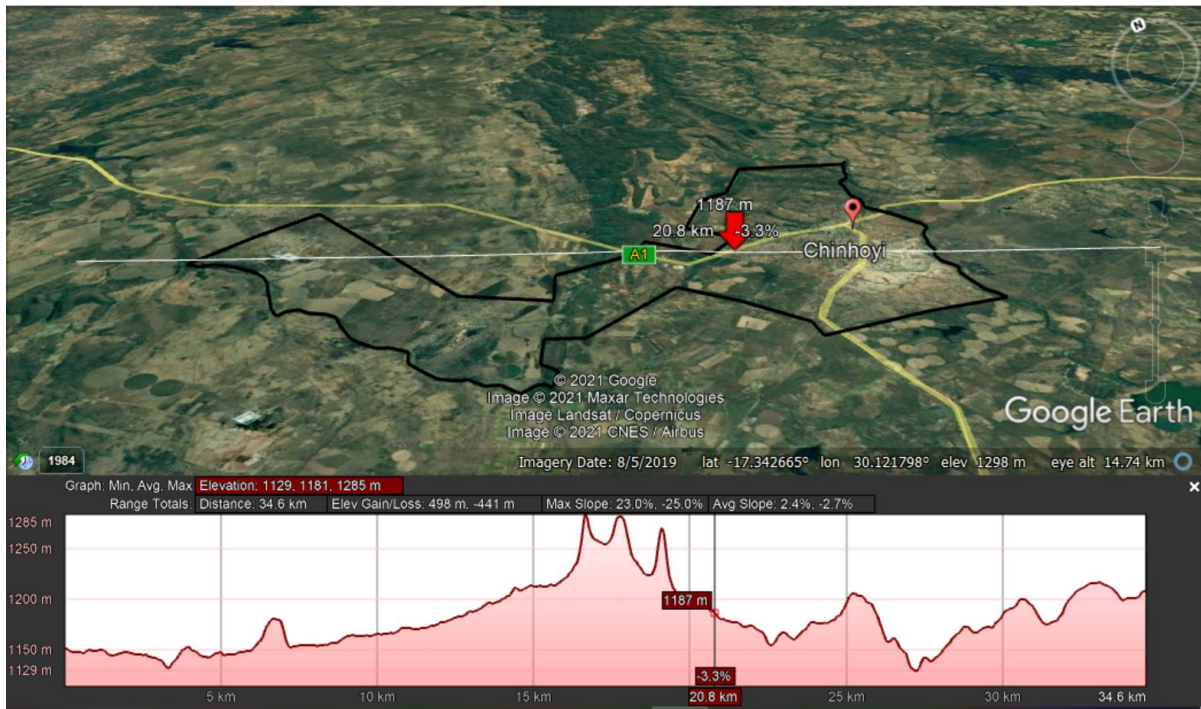 N
1187 m
20.8 km -3.3%
A1
Chinhoyi
© 2021 Google
Image © 2021 Maxar Technologies
Image Landsat / Copernicus
Image © 2021 CNES / Airbus
Google Earth
1984
Imagery Date: 8/5/2019 lat -17.342665° lon 30.121798° elev 1298 m eye alt 14.74 km
Graph: Min, Avg, Max Elevation: 1129, 1181, 1285 m
Range Totals: Distance: 34.6 km Elev Gain/Loss: 498 m, -441 m Max Slope: 23.0%, -25.0% Avg Slope: 2.4%, -2.7%
1285 m
1250 m
1200 m
1187 m
1150 m
1129 m
-3.3%
5 km 10 km 15 km 20.8 km 25 km 30 km 34.6 km